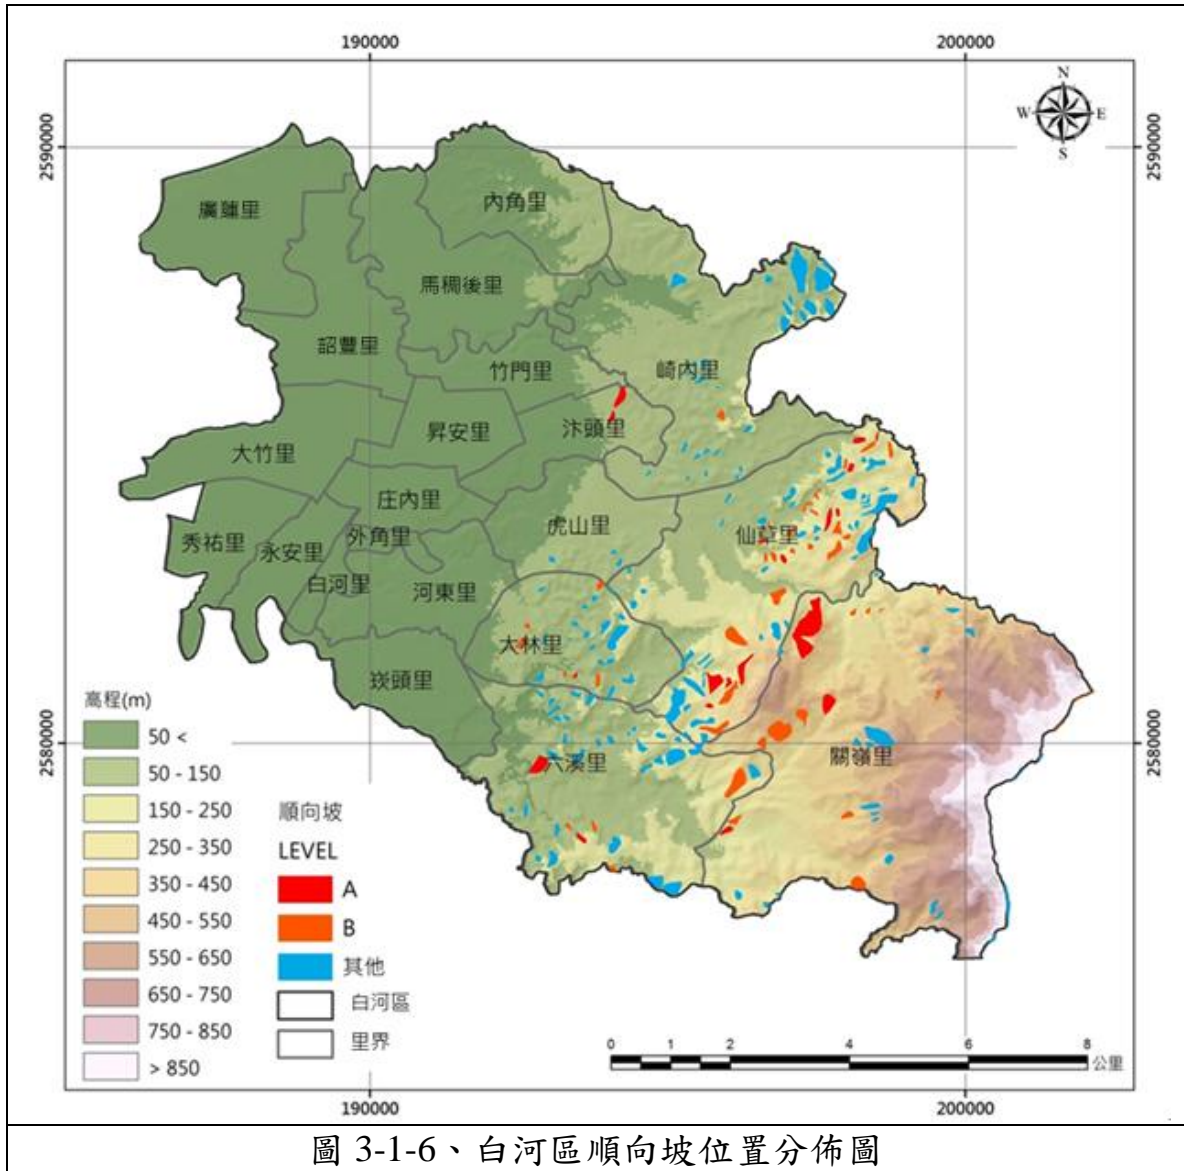 190000
200000
N
W
E
S
2590000
2590000
廣蓮里
內角里
馬稠後里
詔豐里
竹門里
崎內里
昇安里
汴頭里
大竹里
庄內里
虎山里
秀祐里
永安里
外角里
仙草里
白河里
河東里
大林里
崁頭里
六溪里
關嶺里
2580000
2580000
高程(m)
50 <
50 - 150
150 - 250
250 - 350
350 - 450
450 - 550
550 - 650
650 - 750
750 - 850
> 850
順向坡
LEVEL
A
B
其他
白河區
里界
0 1 2 4 6 8
公里
190000
200000
圖 3-1-6、白河區順向坡位置分佈圖